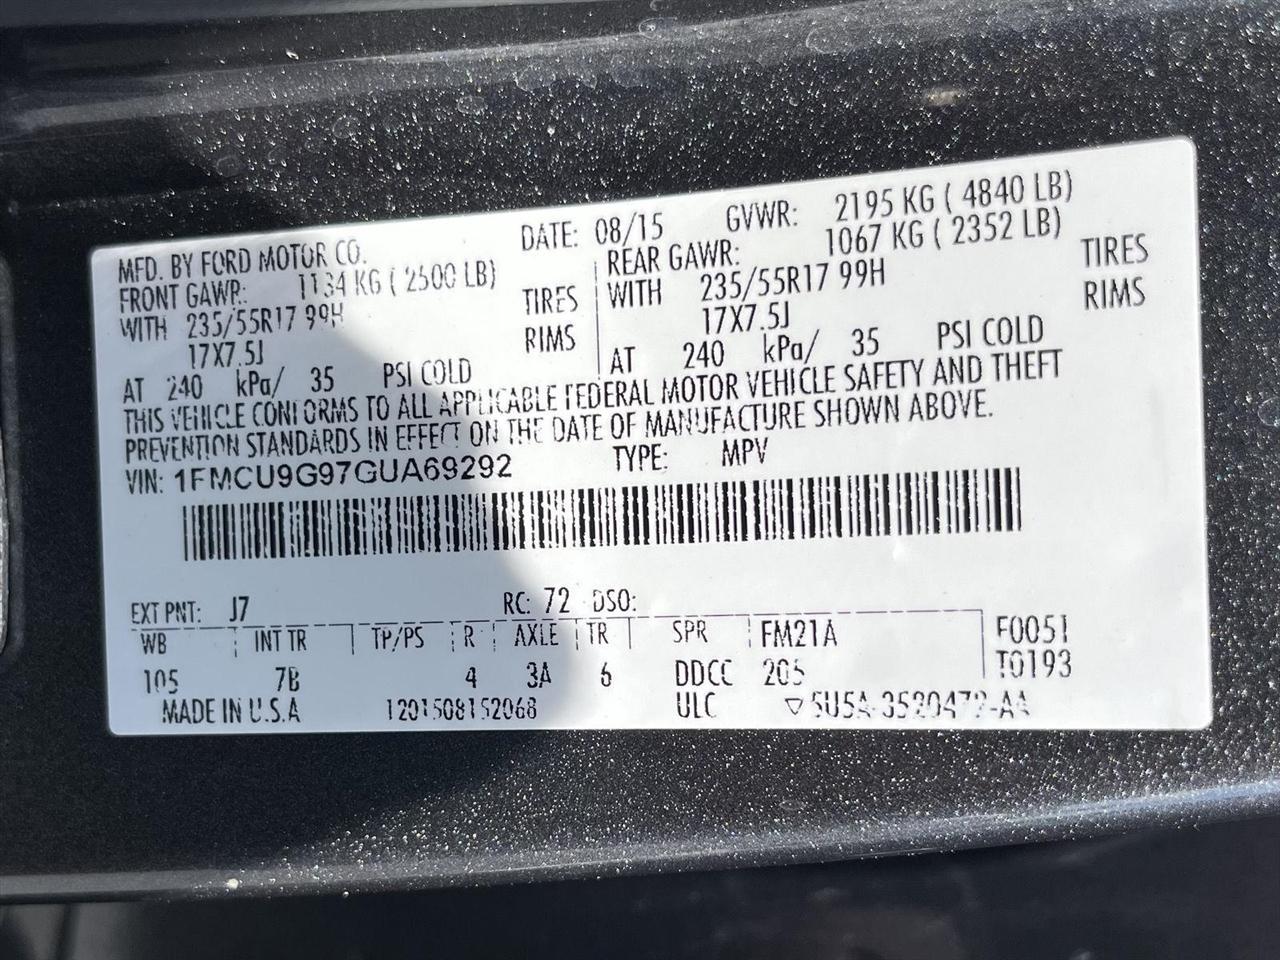 MFD. BY FORD MOTOR CO. DATE: 08/15 GVWR: 2195 KG ( 4840 LB)
FRONT GAWR: 1134 KG ( 2500 LB) REAR GAWR: 1067 KG ( 2352 LB)
WITH 235/55R17 99H TIRES WITH 235/55R17 99H TIRES
17X7.5J RIMS 17X7.5J RIMS
AT 240 kPa/ 35 PSI COLD AT 240 kPa/ 35 PSI COLD
THIS VEHICLE CONFORMS TO ALL APPLICABLE FEDERAL MOTOR VEHICLE SAFETY AND THEFT
PREVENTION STANDARDS IN EFFECT ON THE DATE OF MANUFACTURE SHOWN ABOVE.
VIN: 1FMCU9G97GUA69292 TYPE: MPV
EXT PNT: J7 RC: 72 DSO:
WB INT TR TP/PS R AXLE TR SPR FM21A F0051
105 7B 4 3A 6 DDCC 205 T0193
MADE IN U.S.A 1201508152068 ULC ▽5U5A-3520472-AA